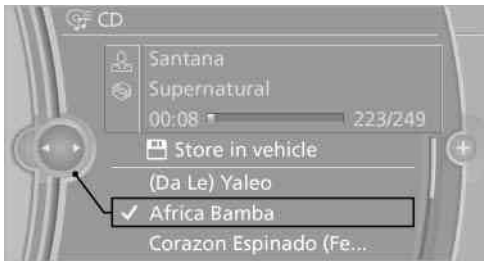 CD
Santana
Supernatural
00:08 223/249
Store in vehicle
(Da Le) Yaleo
Africa Bamba
Corazon Espinado (Fe...